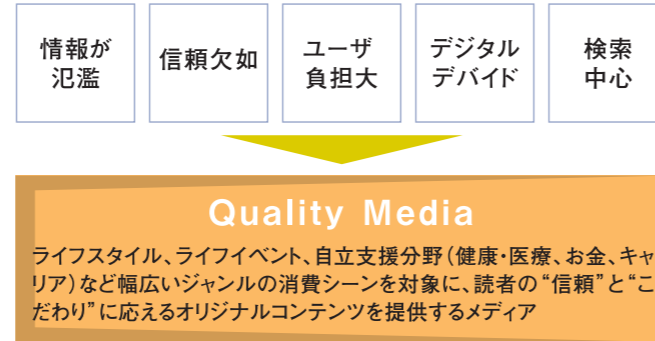 情報が
氾濫
信頼欠如
ユーザ
負担大
デジタル
デバイド
検索
中心
Quality Media
ライフスタイル、ライフイベント、自立支援分野(健康・医療、お金、キャ
リア)など幅広いジャンルの消費シーンを対象に、読者の“信頼”と“こ
だわり”に応えるオリジナルコンテンツを提供するメディア